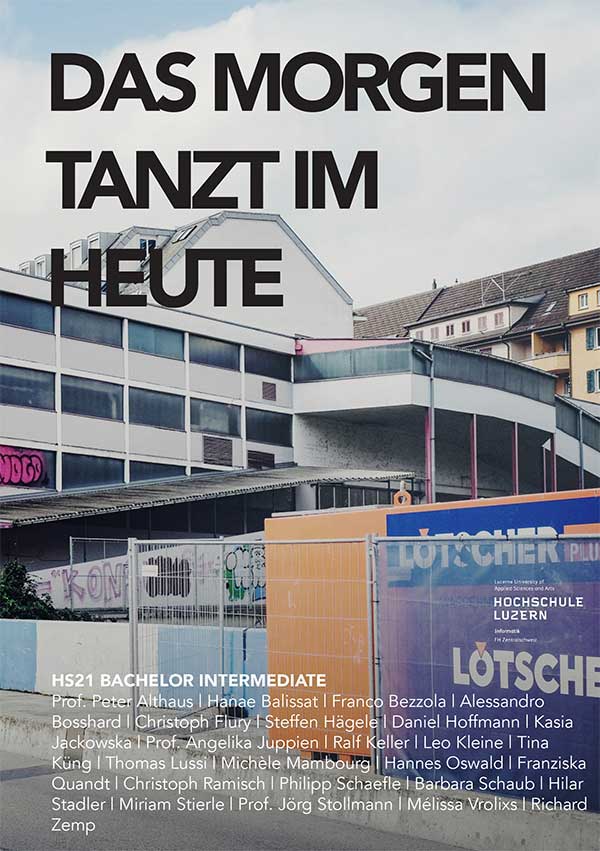 DAS MORGEN
TANZT IM
HEUTE
LÖTSCHER PLU
Lucerne University of
Applied Sciences and Arts
HOCHSCHULE
LUZERN
Informatik
FH Zentralschweiz
LÖTSCHE
HS21 BACHELOR INTERMEDIATE
Prof. Peter Althaus | Hanae Balissat | Franco Bezzola | Alessandro
Bosshard | Christoph Flury | Steffen Hägele | Daniel Hoffmann | Kasia
Jackowska | Prof. Angelika Juppien | Ralf Keller | Leo Kleine | Tina
Küng | Thomas Lussi | Michèle Mambourg | Hannes Oswald | Franziska
Quandt | Christoph Ramisch | Philipp Schaefle | Barbara Schaub | Hilar
Stadler | Miriam Stierle | Prof. Jörg Stollmann | Mélissa Vrolixs | Richard
Zemp